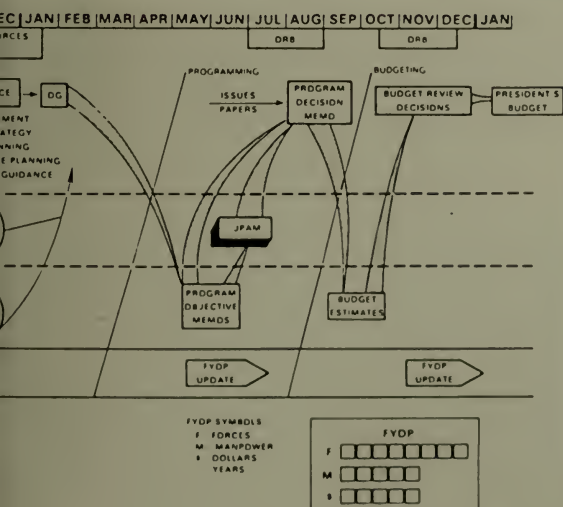 EC JAN FEB MAR APR MAY JUN JUL AUG SEP OCT NOV DEC JAN
RCES
DRB
DRB
PROGRAMMING
BUDGETING
CE
DG
ISSUES
PAPERS
PROGRAM
DECISION
MEMO
BUDGET REVIEW
DECISIONS
PRESIDENT S
BUDGET
MENT
RATEGY
NNING
E PLANNING
GUIDANCE
JPAM
PROGRAM
OBJECTIVE
MEMOS
BUDGET
ESTIMATES
FYDP
UPDATE
FYDP
UPDATE
FYDP SYMBOLS
F FORCES
M MANPOWER
$ DOLLARS
YEARS
FYDP
F
M
$